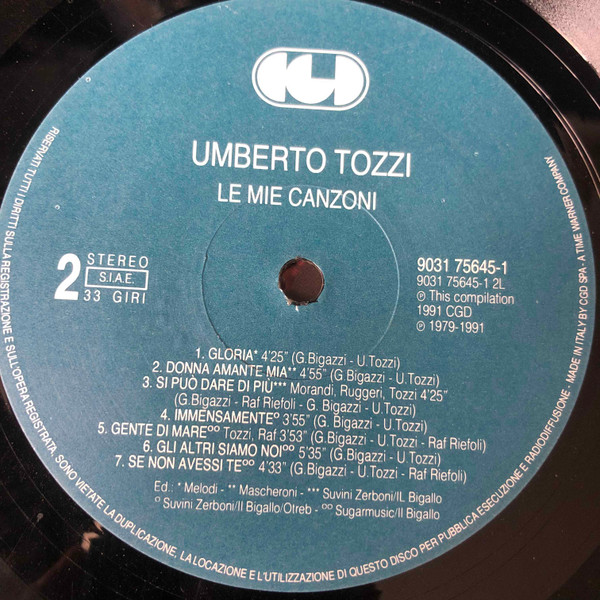 CGD
UMBERTO TOZZI
LE MIE CANZONI
2
STEREO
S.I.A.E.
33 GIRI
9031 75645-1
9031 75645-1 2L
℗ This compilation
1991 CGD
℗ 1979-1991
1. GLORIA* 4'25" (G.Bigazzi - U.Tozzi)
2. DONNA AMANTE MIA** 4'55" (G.Bigazzi - U.Tozzi)
3. SI PUÒ DARE DI PIÙ*** Morandi, Ruggeri, Tozzi 4'25"
(G.Bigazzi - Raf Riefoli - G. Bigazzi - U.Tozzi)
4. IMMENSAMENTE° 3'55" (G. Bigazzi - U.Tozzi)
5. GENTE DI MARE°° Tozzi, Raf 3'53" (G.Bigazzi - U.Tozzi - Raf Riefoli)
6. GLI ALTRI SIAMO NOI°° 5'35" (G.Bigazzi - U.Tozzi)
7. SE NON AVESSI TE°° 4'33" (G.Bigazzi - U.Tozzi - Raf Riefoli)
Ed.: * Melodi - ** Mascheroni - *** Suvini Zerboni/IL Bigallo
° Suvini Zerboni/Il Bigallo/Otreb - °° Sugarmusic/Il Bigallo
RISERVATI TUTTI I DIRITTI SULLA REGISTRAZIONE E SULL'OPERA REGISTRATA. SONO VIETATE LA DUPLICAZIONE, LA LOCAZIONE E L'UTILIZZAZIONE DI QUESTO DISCO PER PUBBLICA ESECUZIONE E RADIODIFFUSIONE - MADE IN ITALY BY CGD SPA - A TIME WARNER COMPANY